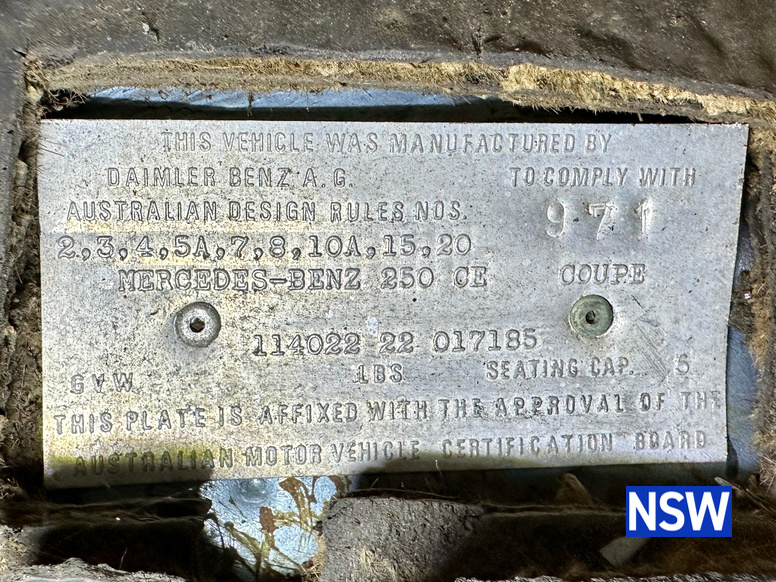 THIS VEHICLE WAS MANUFACTURED BY
DAIMLER BENZ A.G. TO COMPLY WITH
AUSTRALIAN DESIGN RULES NOS. 971
2,3,4,5A,7,8,10A,15,20
MERCEDES-BENZ 250 CE COUPE
114022 22 017185
GVW LBS SEATING CAP. 5
THIS PLATE IS AFFIXED WITH THE APPROVAL OF THE
AUSTRALIAN MOTOR VEHICLE CERTIFICATION BOARD
NSW